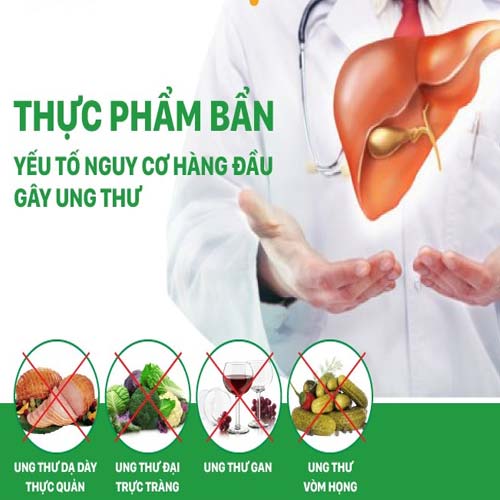 THỰC PHẨM BẨN
YẾU TỐ NGUY CƠ HÀNG ĐẦU
GÂY UNG THƯ
UNG THƯ DẠ DÀY
THỰC QUẢN
UNG THƯ ĐẠI
TRỰC TRÀNG
UNG THƯ GAN
UNG THƯ
VÒM HỌNG